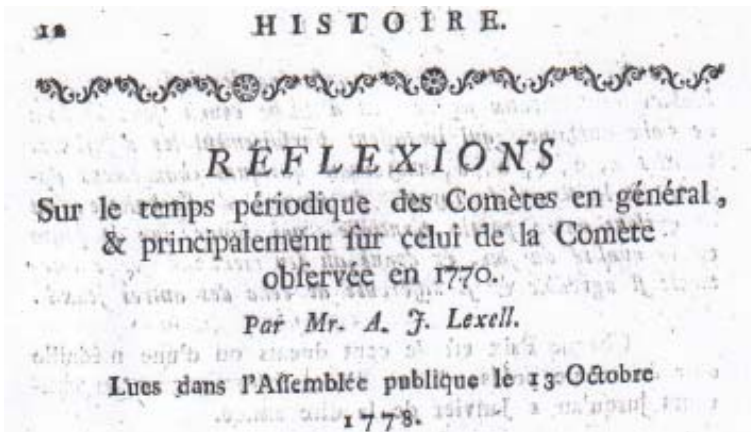 12
HISTOIRE.
REFLEXIONS
Sur le temps périodique des Comètes en général,
& principalement ſur celui de la Comète
obſervée en 1770.
Par Mr. A. J. Lexell.
Lues dans l'Aſſemblée publique le 13 Octobre
1778.